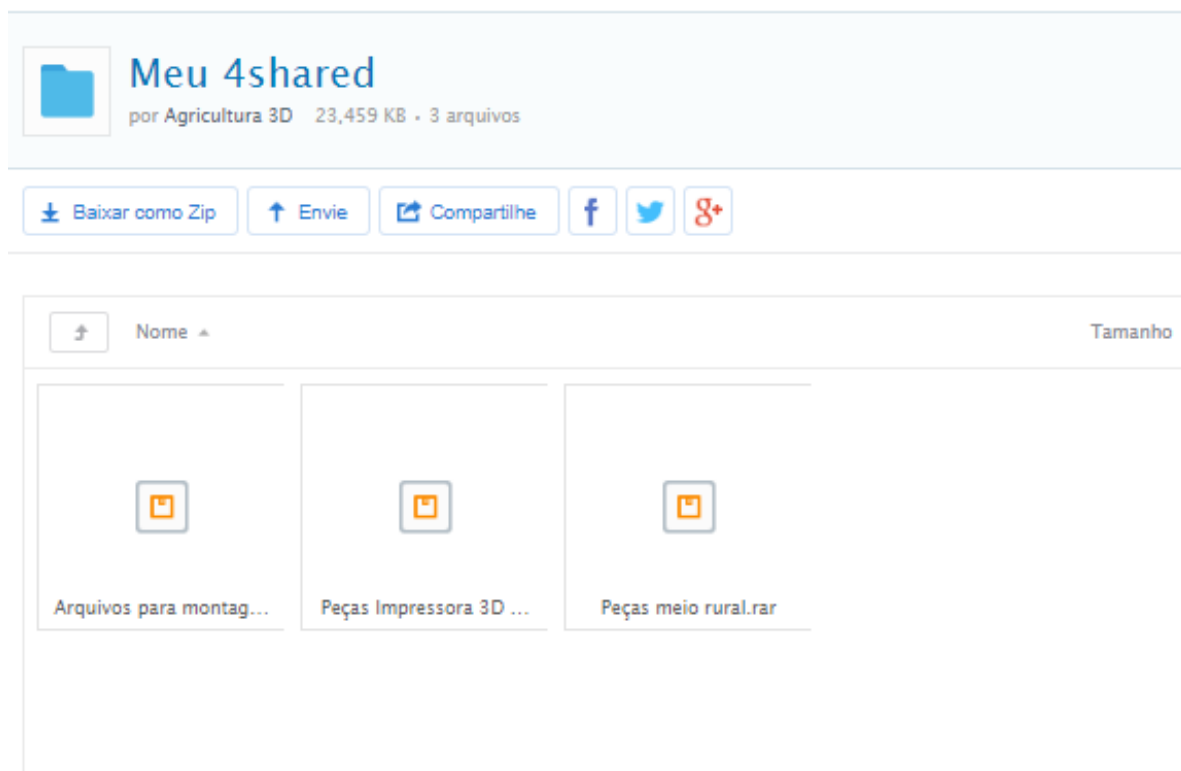 Meu 4shared
por Agricultura 3D 23,459 KB • 3 arquivos
Baixar como Zip Envie Compartilhe f g+
Nome Tamanho
Arquivos para montag... Peças Impressora 3D ... Peças meio rural.rar